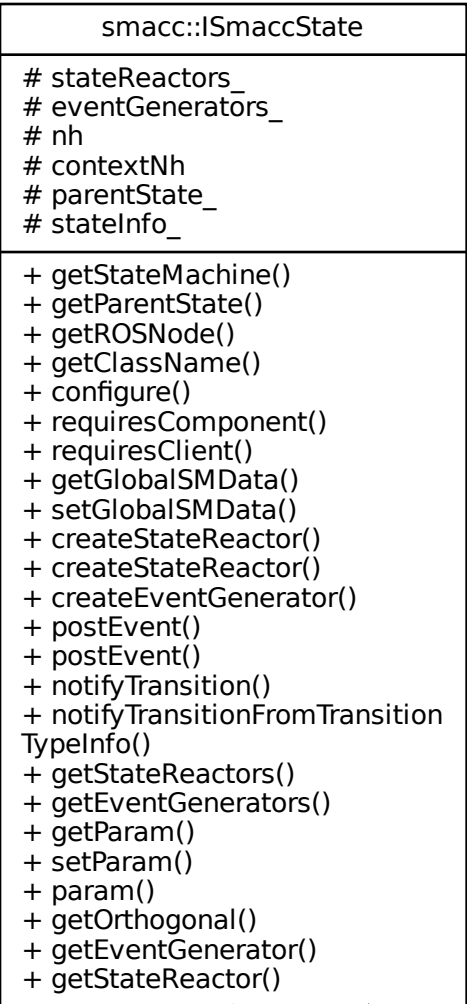 smacc::ISmaccState
# stateReactors_
# eventGenerators_
# nh
# contextNh
# parentState_
# stateInfo_
+ getStateMachine()
+ getParentState()
+ getROSNode()
+ getClassName()
+ configure()
+ requiresComponent()
+ requiresClient()
+ getGlobalSMData()
+ setGlobalSMData()
+ createStateReactor()
+ createStateReactor()
+ createEventGenerator()
+ postEvent()
+ postEvent()
+ notifyTransition()
+ notifyTransitionFromTransition
TypeInfo()
+ getStateReactors()
+ getEventGenerators()
+ getParam()
+ setParam()
+ param()
+ getOrthogonal()
+ getEventGenerator()
+ getStateReactor()